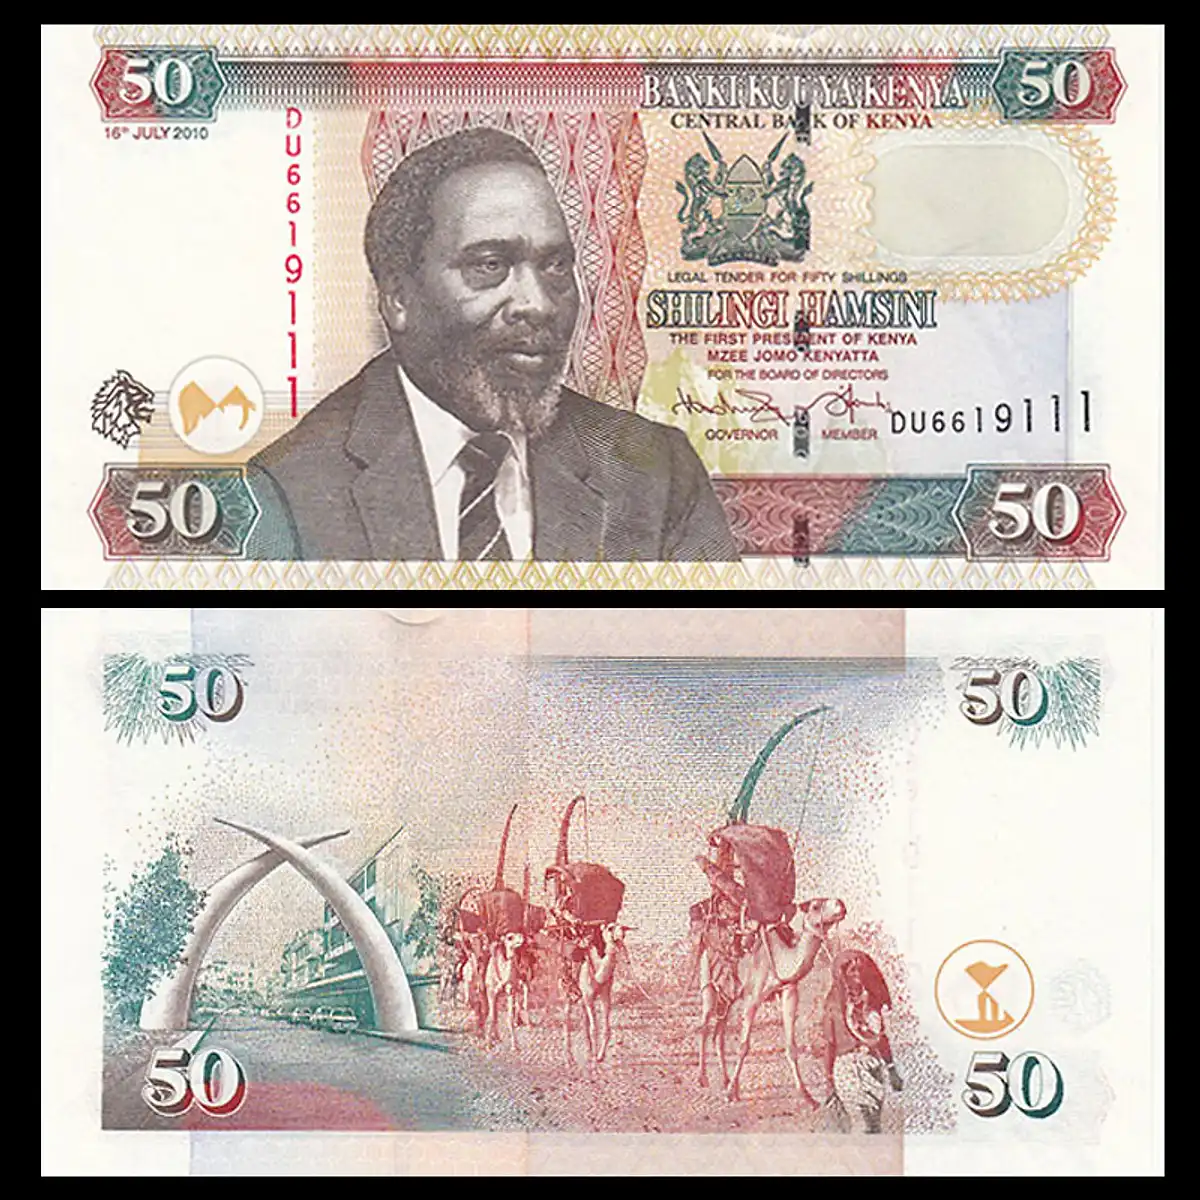 50
BANKI KUU YA KENYA
50
16th JULY 2010
CENTRAL BANK OF KENYA
DU6619111
LEGAL TENDER FOR FIFTY SHILLINGS
SHILINGI HAMSINI
THE FIRST PRESIDENT OF KENYA
MZEE JOMO KENYATTA
FOR THE BOARD OF DIRECTORS
GOVERNOR MEMBER
DU6619111
50
50
50
50
50
50